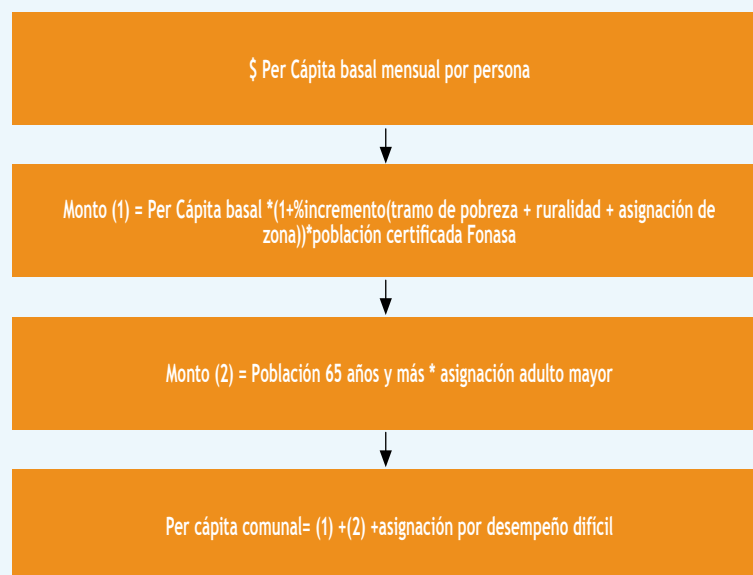 $ Per Cápita basal mensual por persona
Monto (1) = Per Cápita basal *(1+%incremento(tramo de pobreza + ruralidad + asignación de
zona))*población certificada Fonasa
Monto (2) = Población 65 años y más * asignación adulto mayor
Per cápita comunal= (1) +(2) +asignación por desempeño difícil